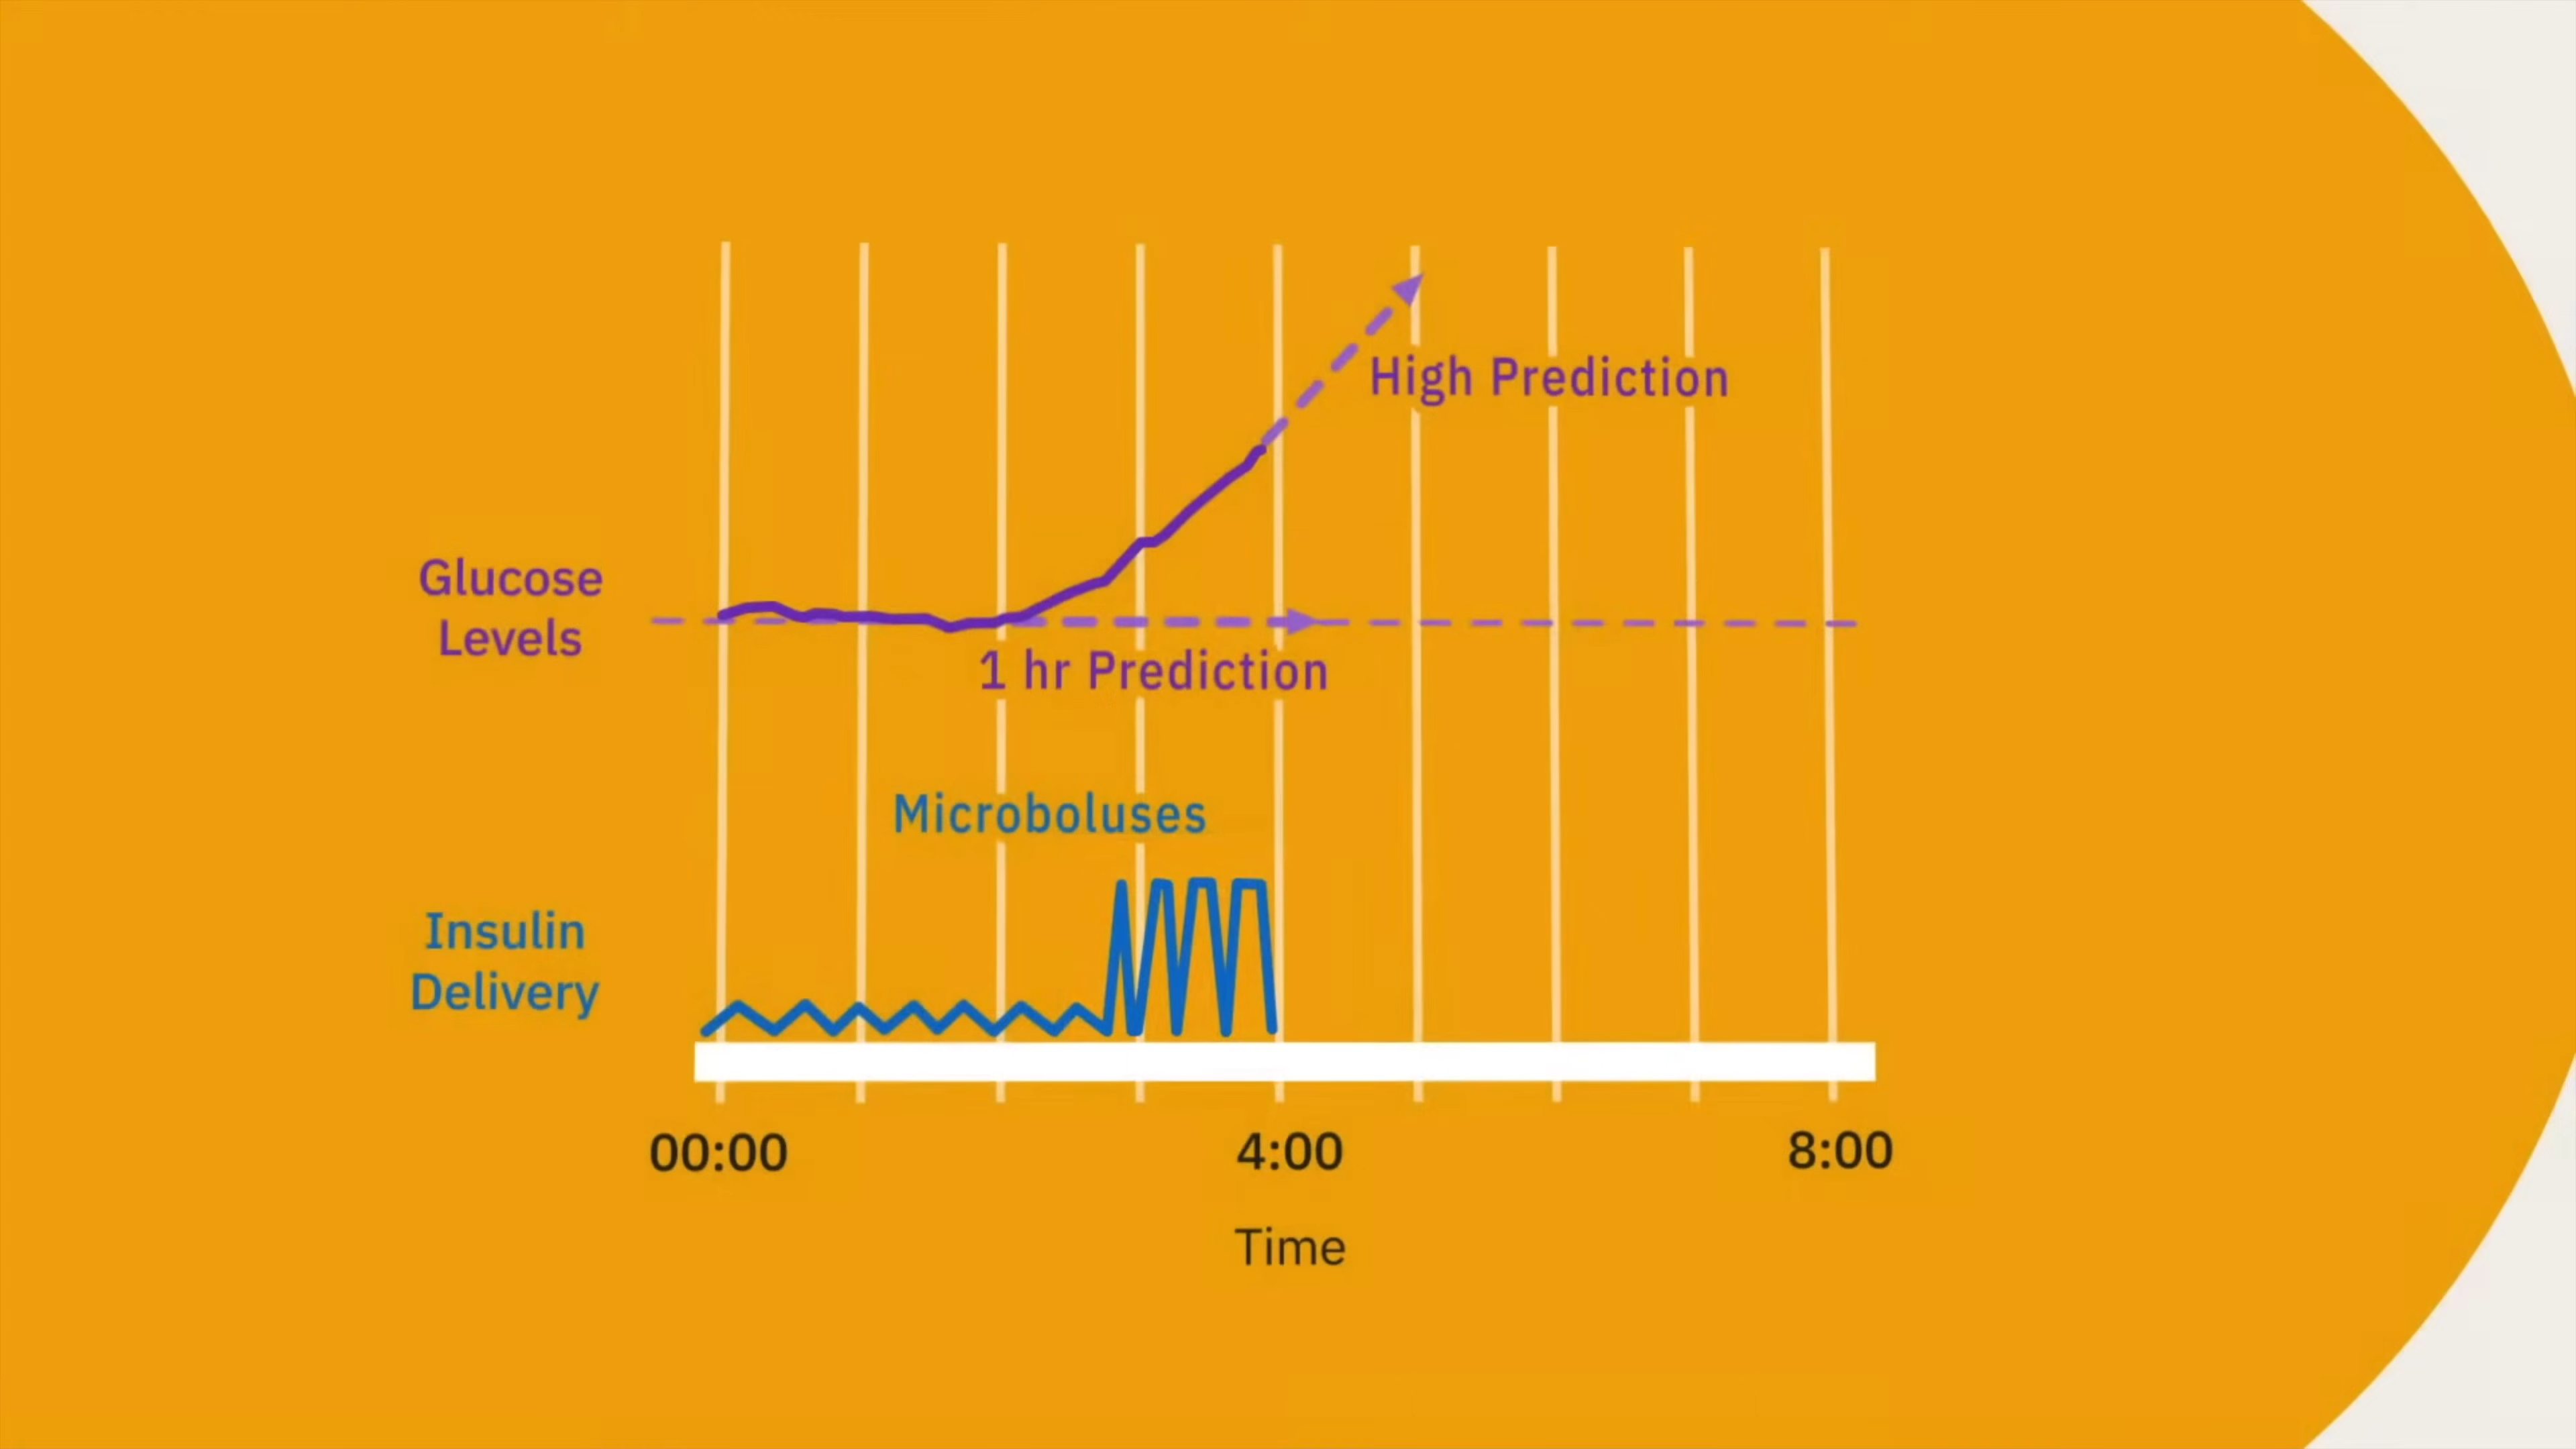 High Prediction
Glucose
Levels
1 hr Prediction
Microboluses
Insulin
Delivery
00:00
4:00
8:00
Time